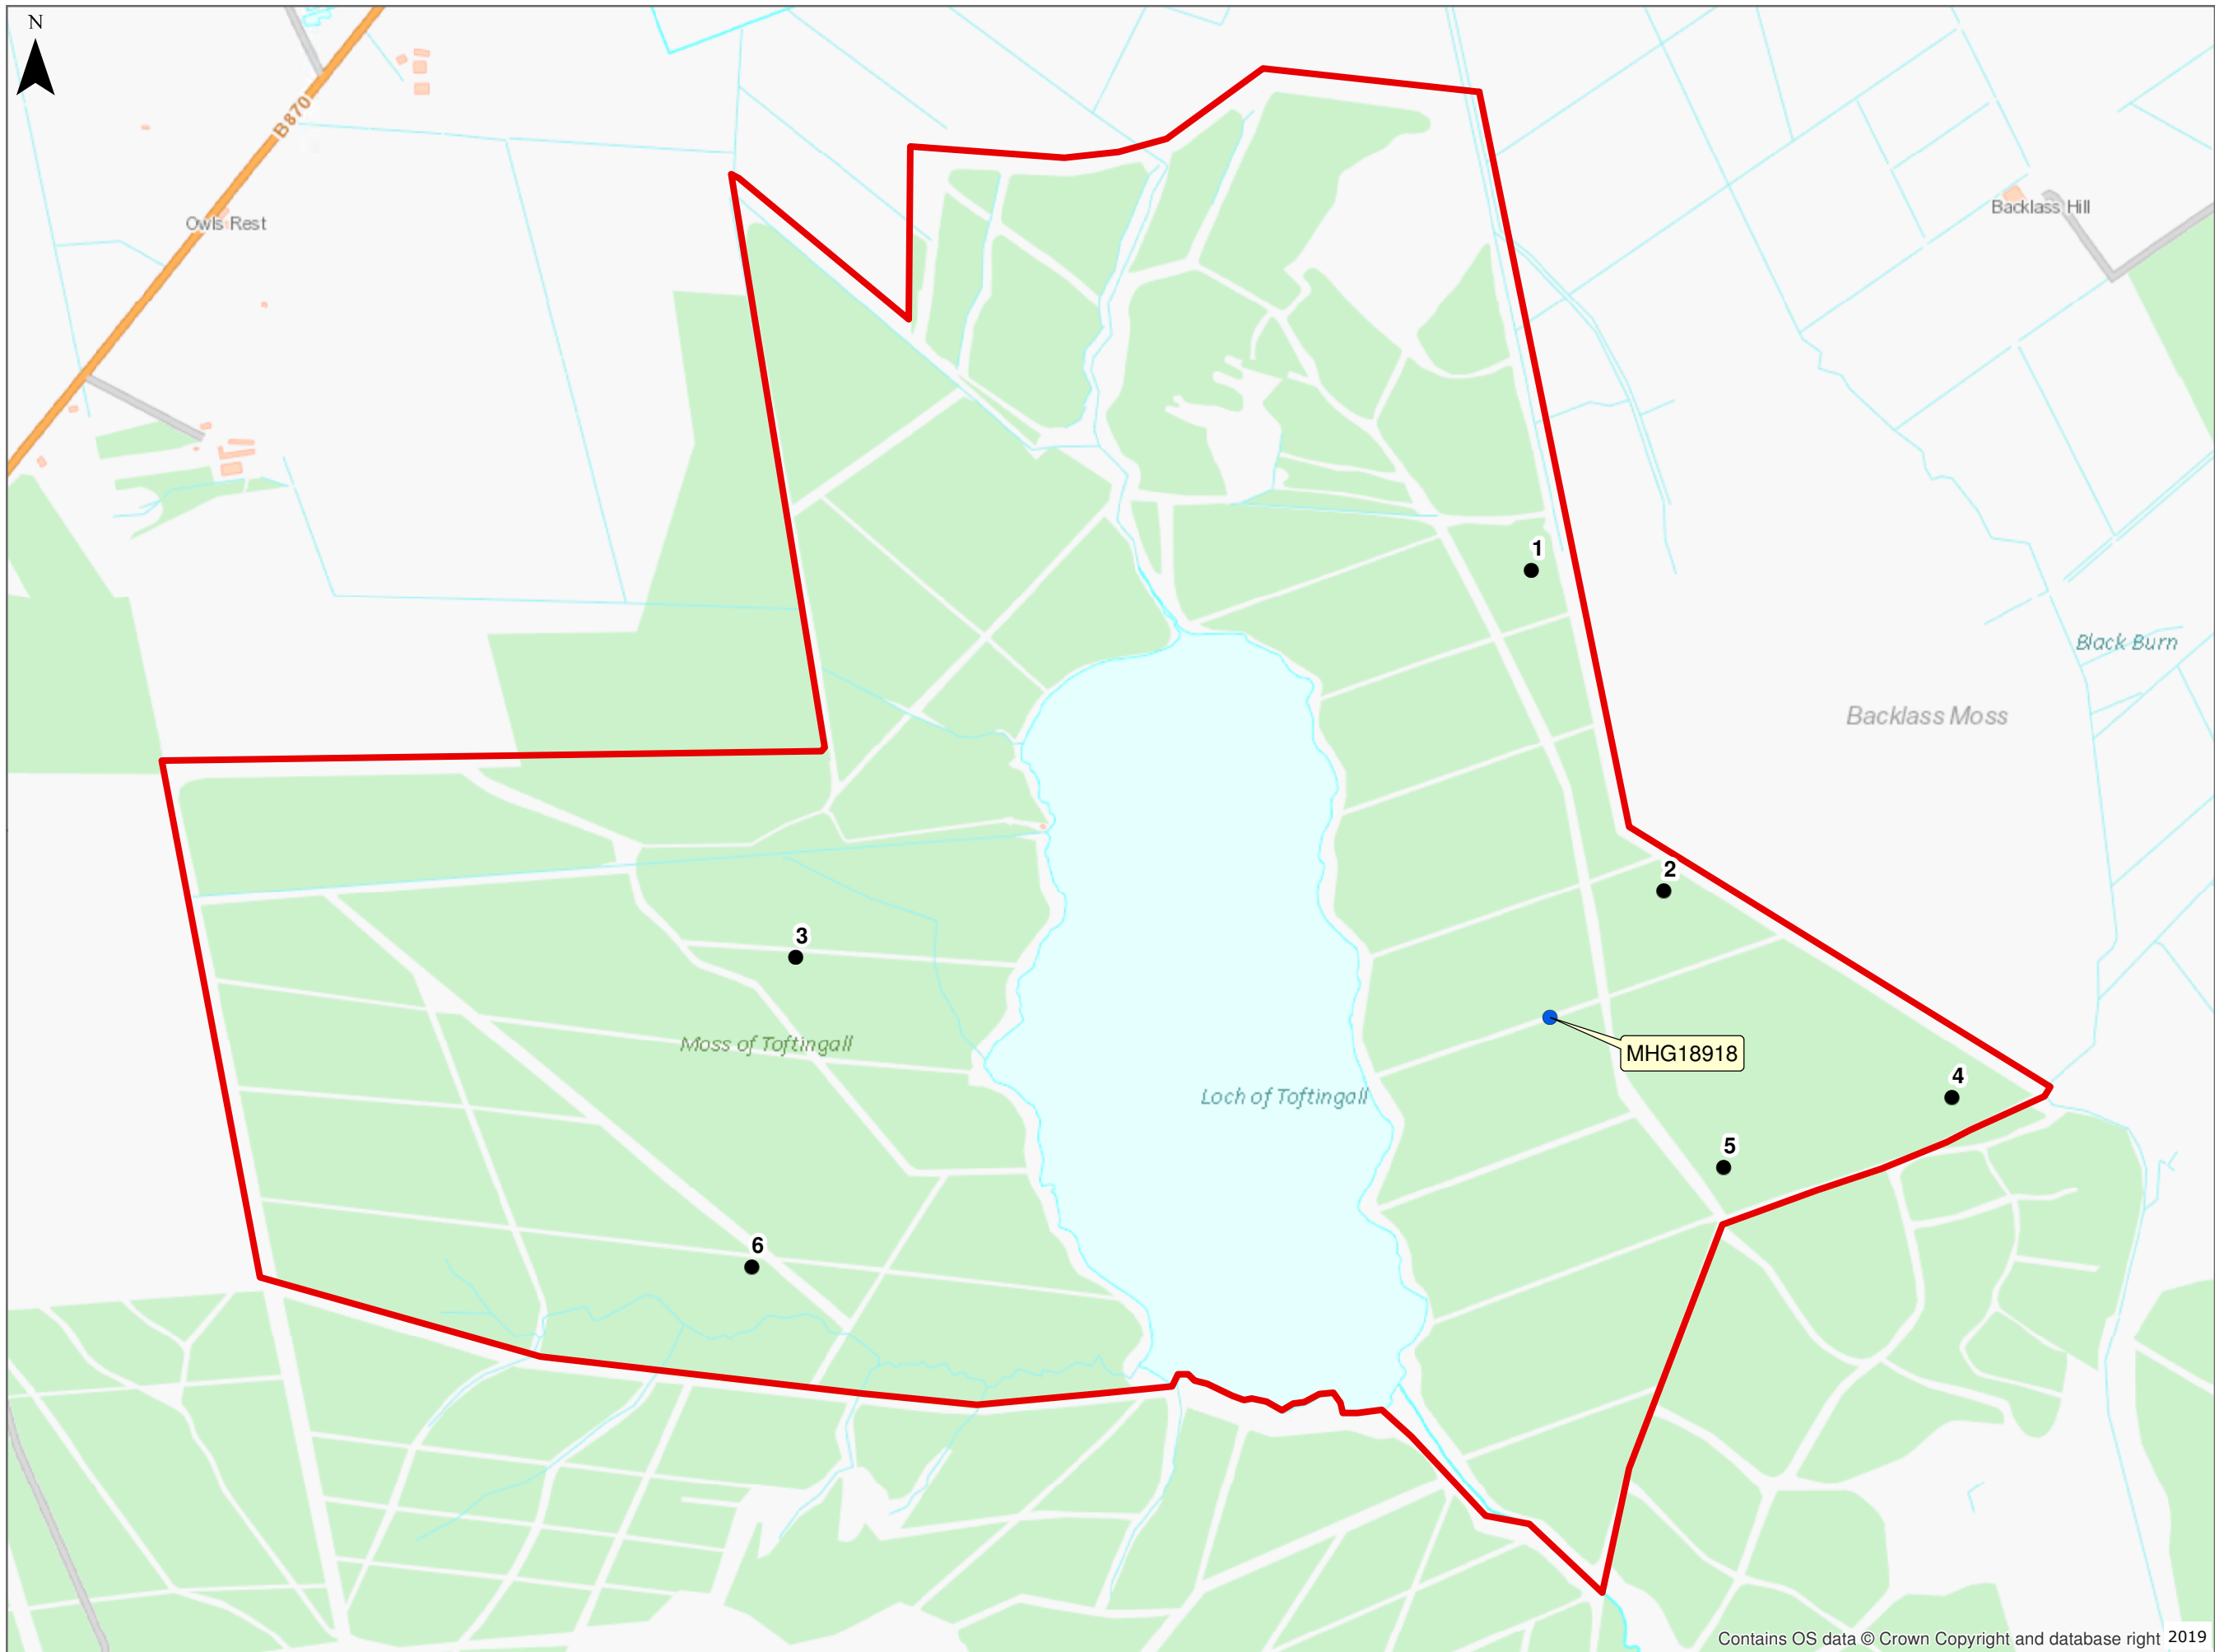 N
B870
Owls Rest
Backlass Hill
1
Black Burn
Backlass Moss
2
3
MHG18918
Moss of Toftingall
Loch of Toftingall
4
5
6
Contains OS data © Crown Copyright and database right 2019